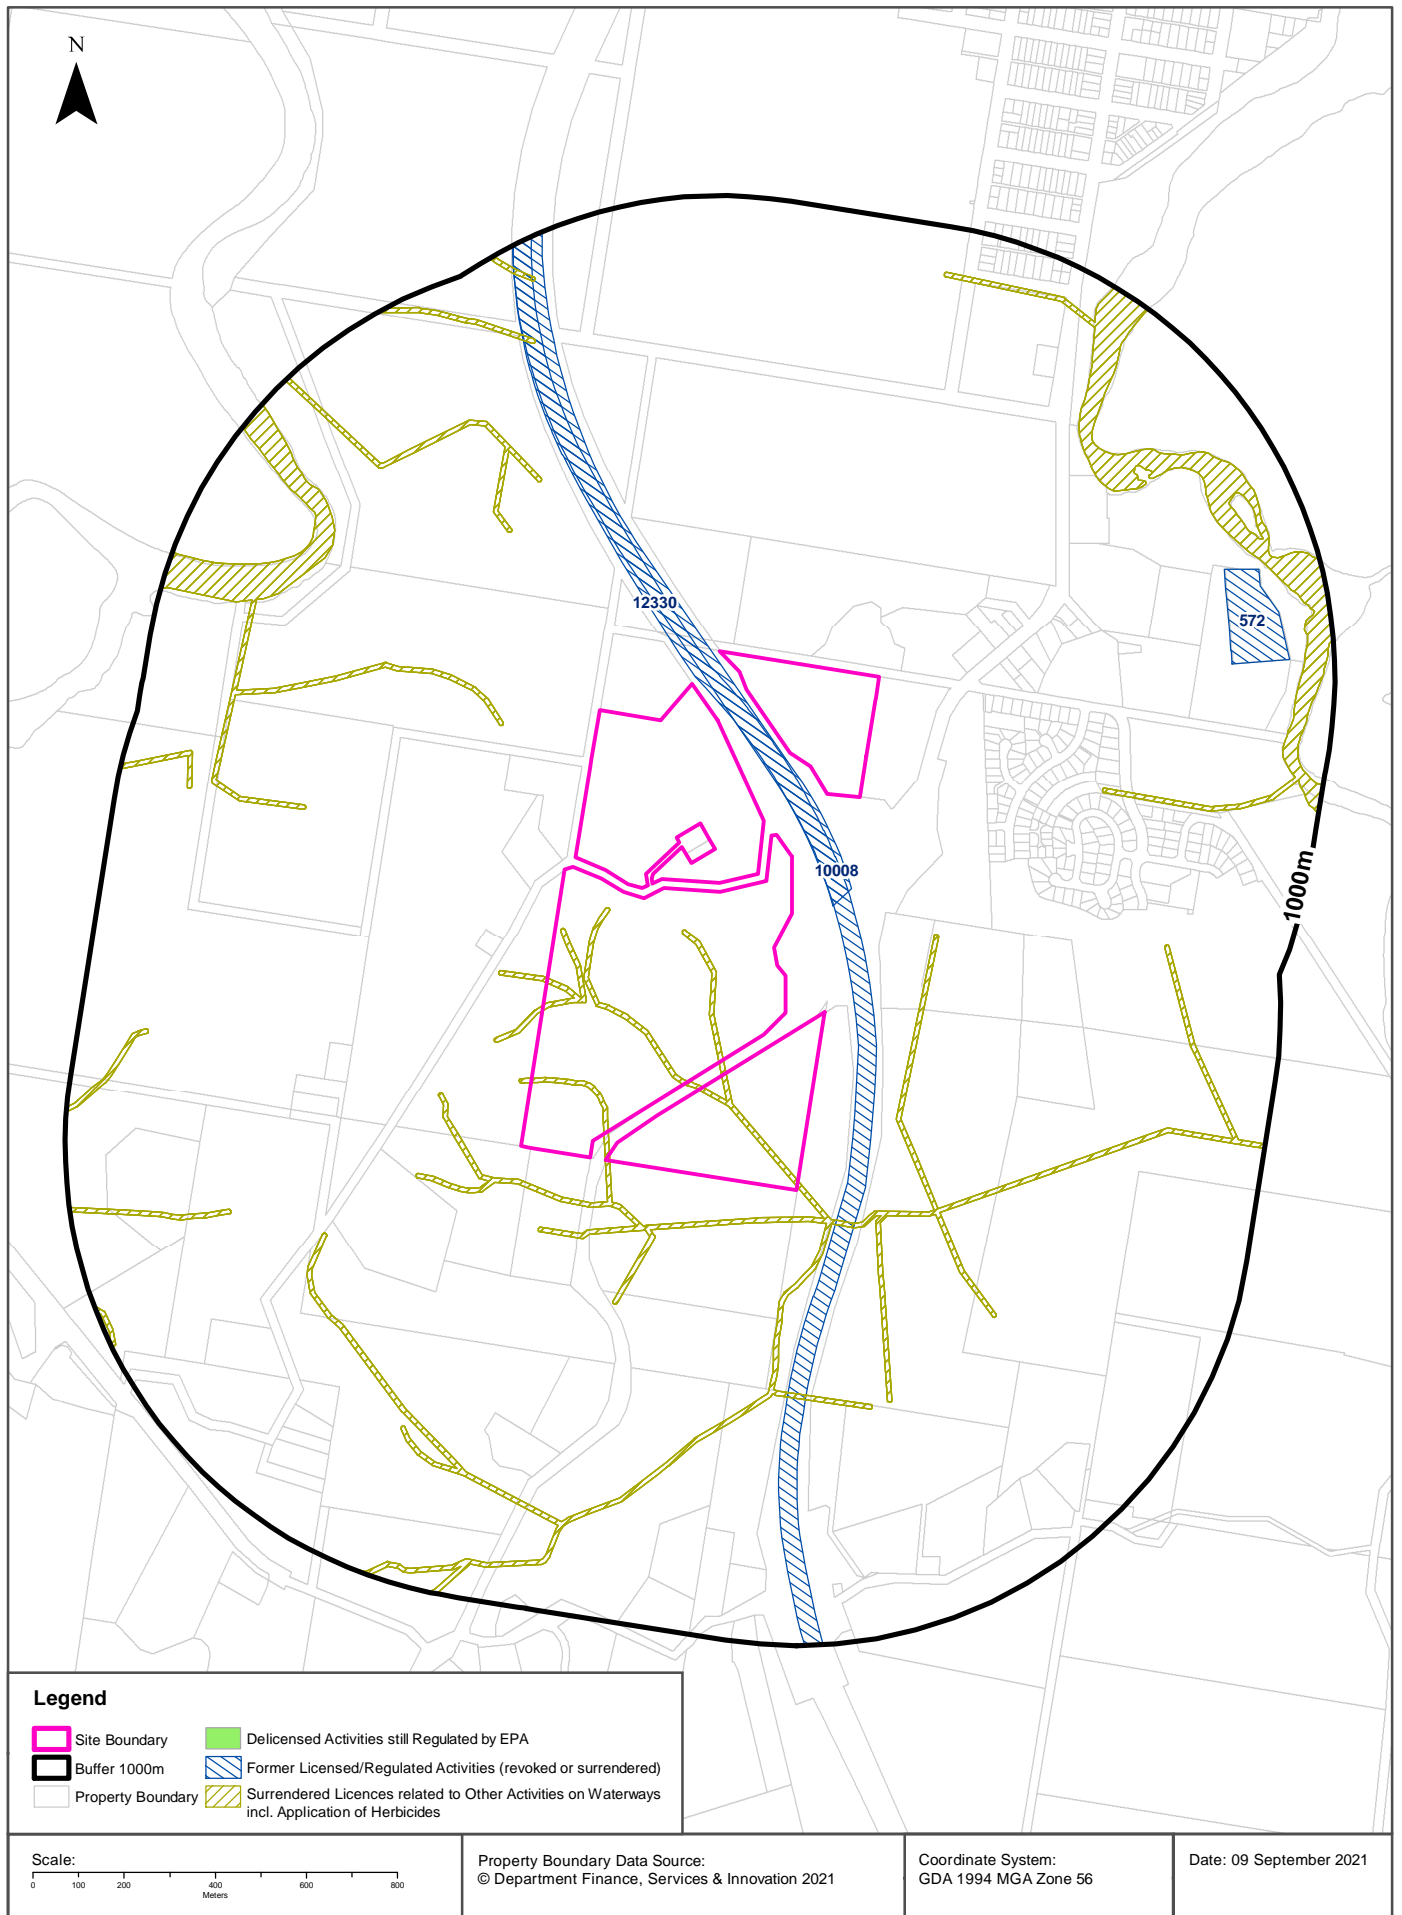 N
12330
572
10008
1000m
Legend
Site Boundary
Buffer 1000m
Property Boundary
Delicensed Activities still Regulated by EPA
Former Licensed/Regulated Activities (revoked or surrendered)
Surrendered Licences related to Other Activities on Waterways
incl. Application of Herbicides
Scale:
0 100 200 400 600 800
Meters
Property Boundary Data Source:
© Department Finance, Services & Innovation 2021
Coordinate System:
GDA 1994 MGA Zone 56
Date: 09 September 2021